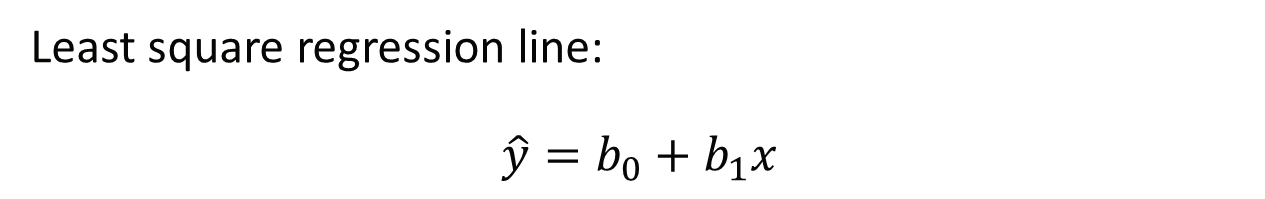 Least square regression line:
ŷ = b₀ + b₁x